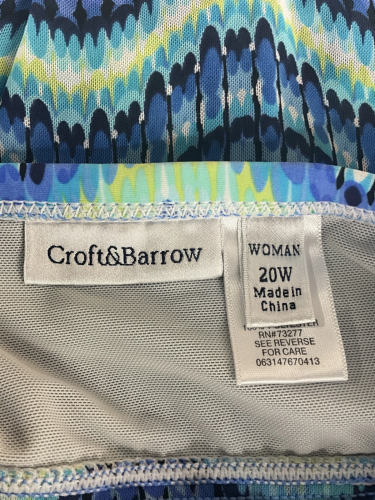 Croft&Barrow
WOMAN
20W
Made in
China
RN#73277
SEE REVERSE
FOR CARE
063147670413